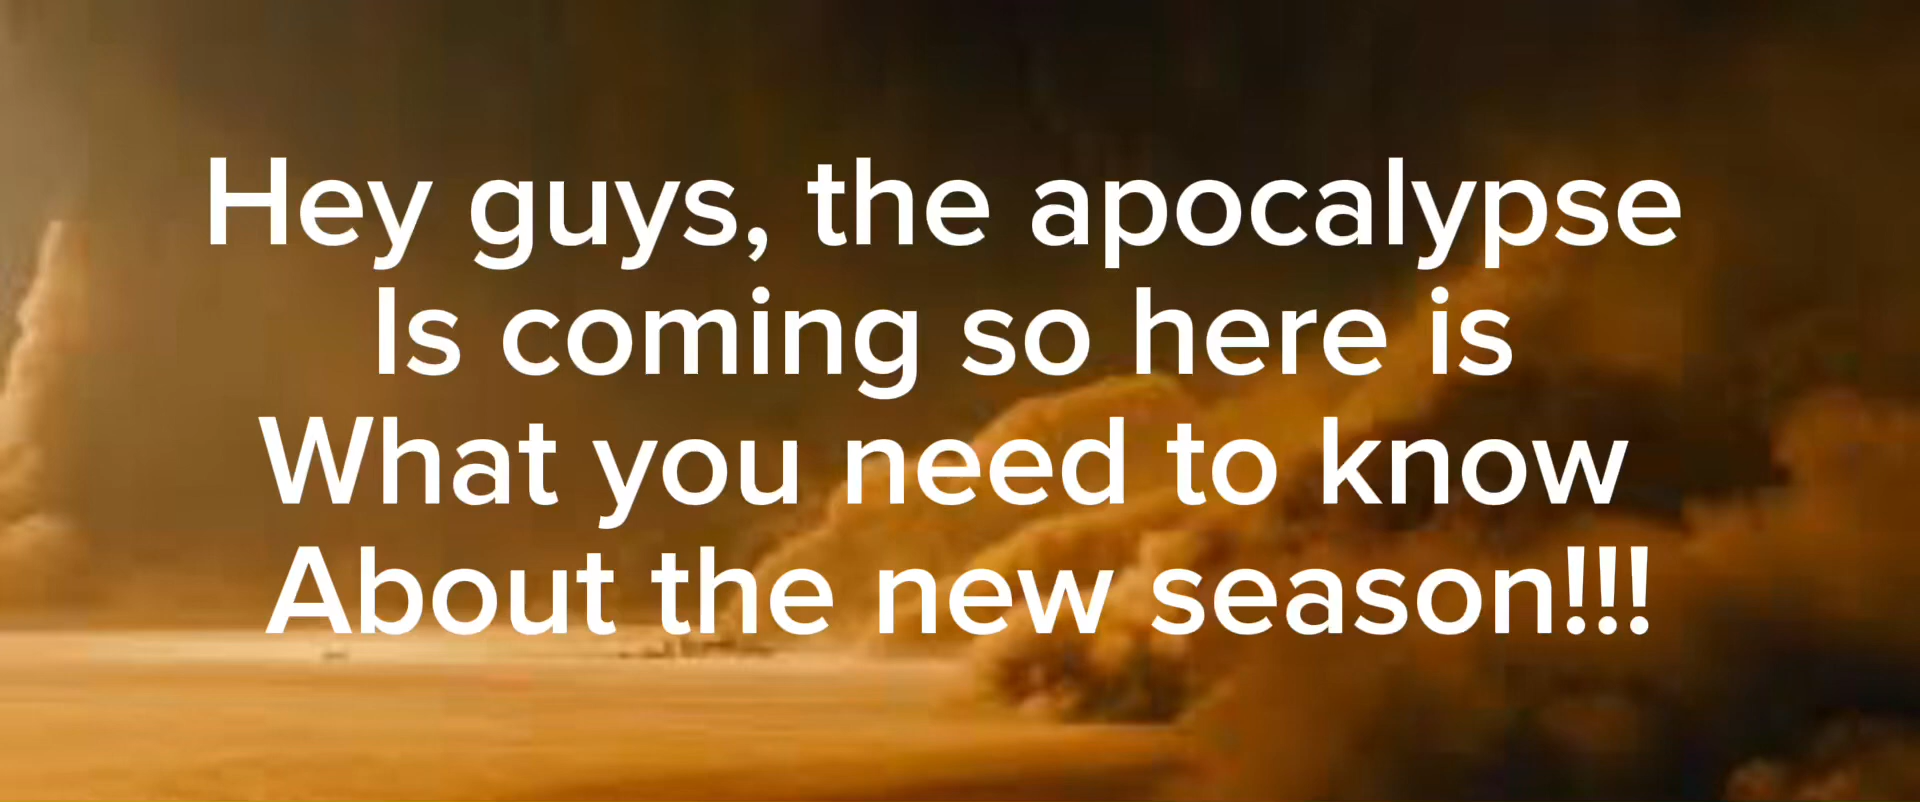 Hey guys, the apocalypse
Is coming so here is
What you need to know
About the new season!!!